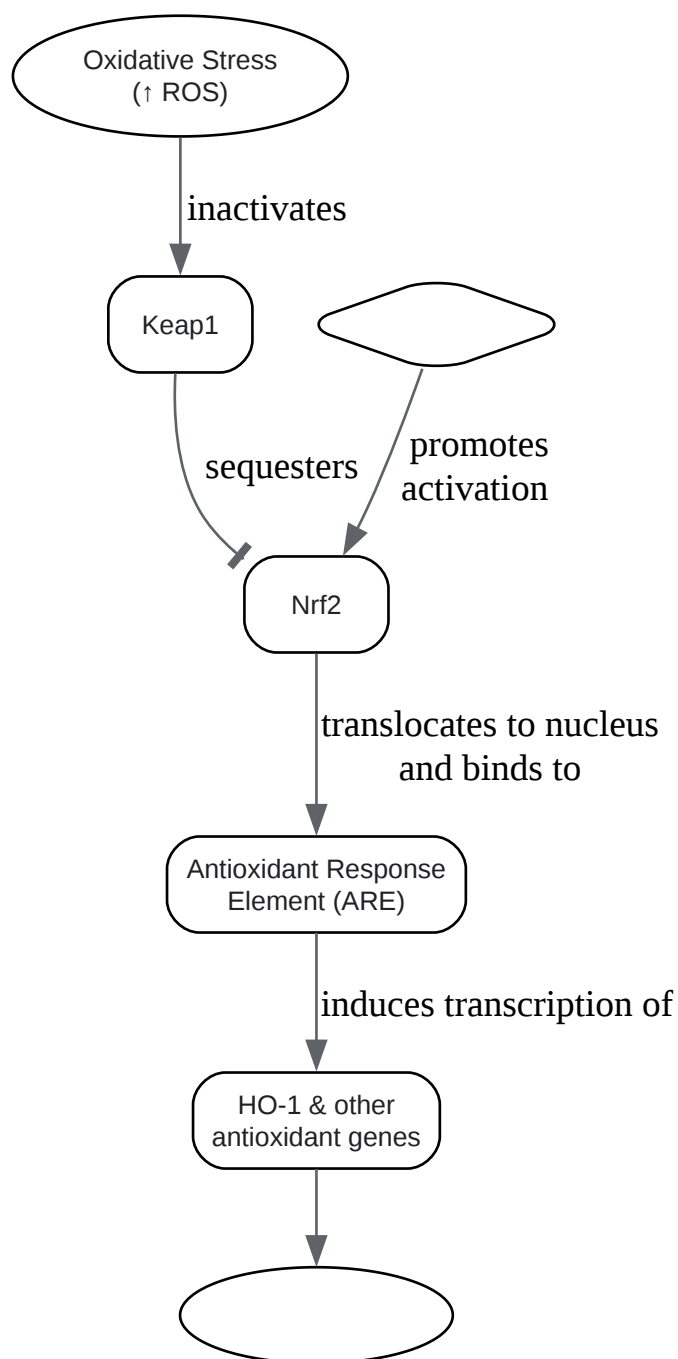 Oxidative Stress
(↑ ROS)
inactivates
Keap1
sequesters
promotes
activation
Nrf2
translocates to nucleus
and binds to
Antioxidant Response
Element (ARE)
induces transcription of
HO-1 & other
antioxidant genes